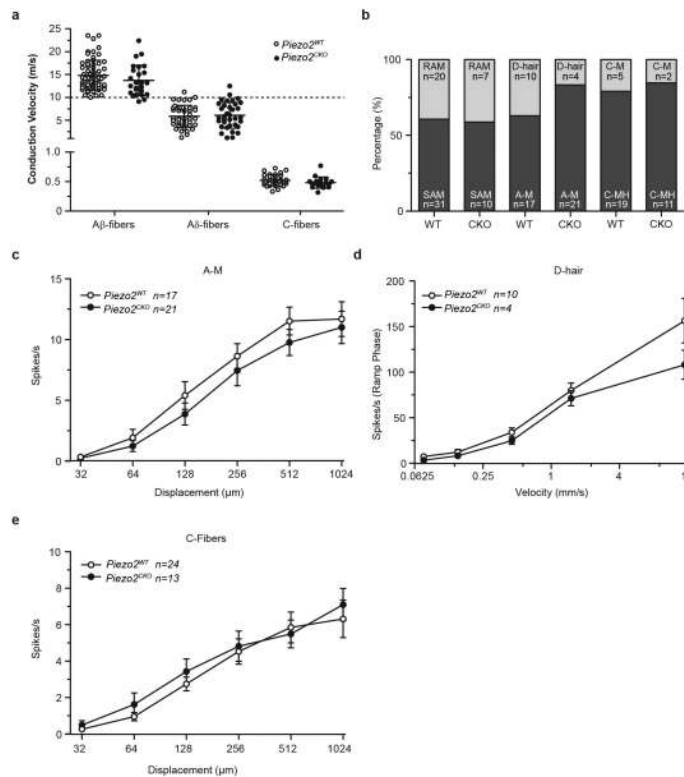 a
Conduction Velocity (m/s)
25
20
15
10
5
1.0
0.5
0.0
Piezo2WT
Piezo2CKO
Aβ-fibers
Aδ-fibers
C-fibers
b
Percentage (%)
100
50
0
RAM
n=20
RAM
n=7
D-hair
n=10
D-hair
n=4
C-M
n=5
C-M
n=2
SAM
n=31
SAM
n=10
A-M
n=17
A-M
n=21
C-MH
n=19
C-MH
n=11
WT
CKO
WT
CKO
WT
CKO
c
A-M
Piezo2WT n=17
Piezo2CKO n=21
Spikes/s
15
10
5
0
32
64
128
256
512
1024
Displacement (μm)
d
D-hair
Piezo2WT n=10
Piezo2CKO n=4
Spikes/s (Ramp Phase)
200
150
100
50
0
0.0625
0.25
1
4
1
Velocity (mm/s)
e
C-Fibers
Piezo2WT n=24
Piezo2CKO n=13
Spikes/s
10
8
6
4
2
0
32
64
128
256
512
1024
Displacement (μm)